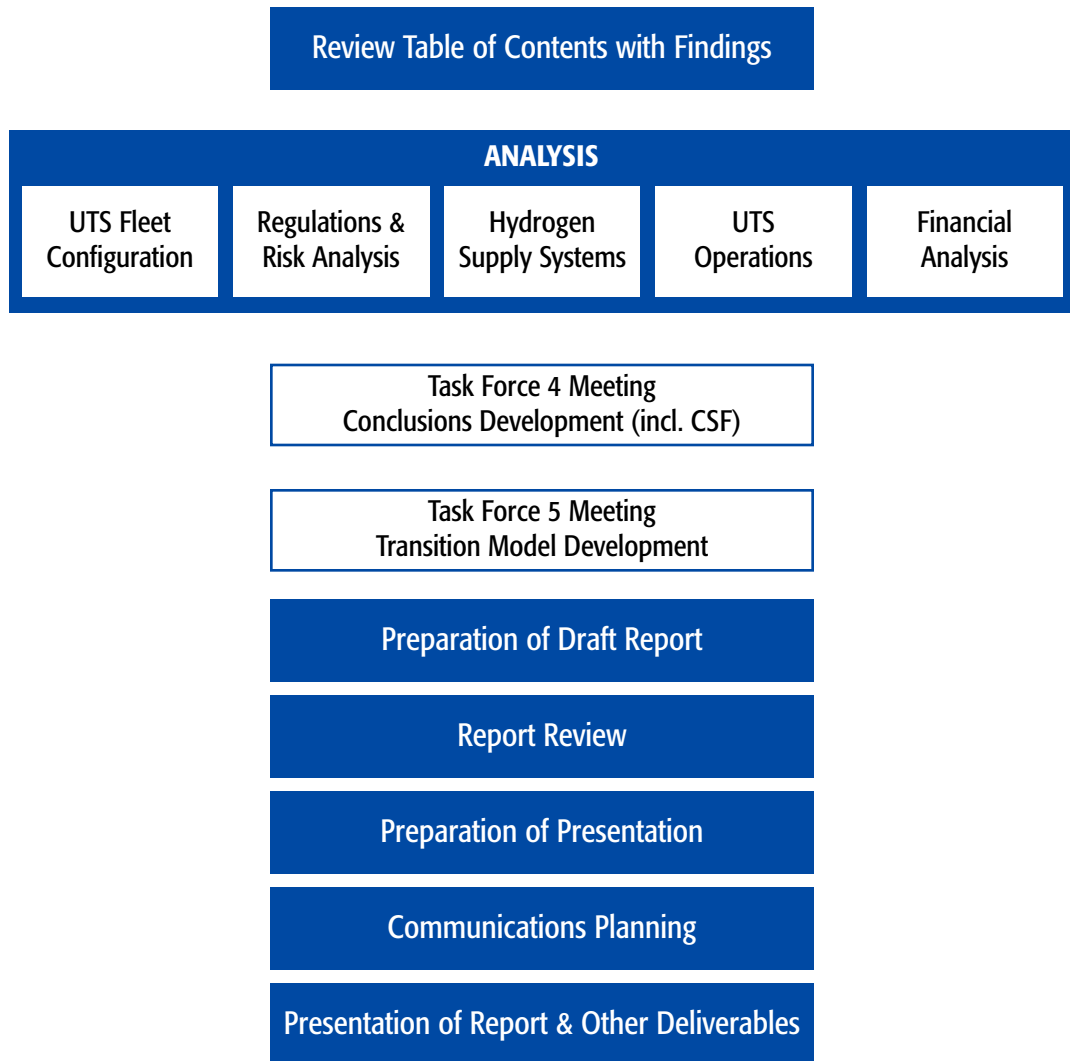 Review Table of Contents with Findings
ANALYSIS
UTS Fleet
Configuration
Regulations &
Risk Analysis
Hydrogen
Supply Systems
UTS
Operations
Financial
Analysis
Task Force 4 Meeting
Conclusions Development (incl. CSF)
Task Force 5 Meeting
Transition Model Development
Preparation of Draft Report
Report Review
Preparation of Presentation
Communications Planning
Presentation of Report & Other Deliverables